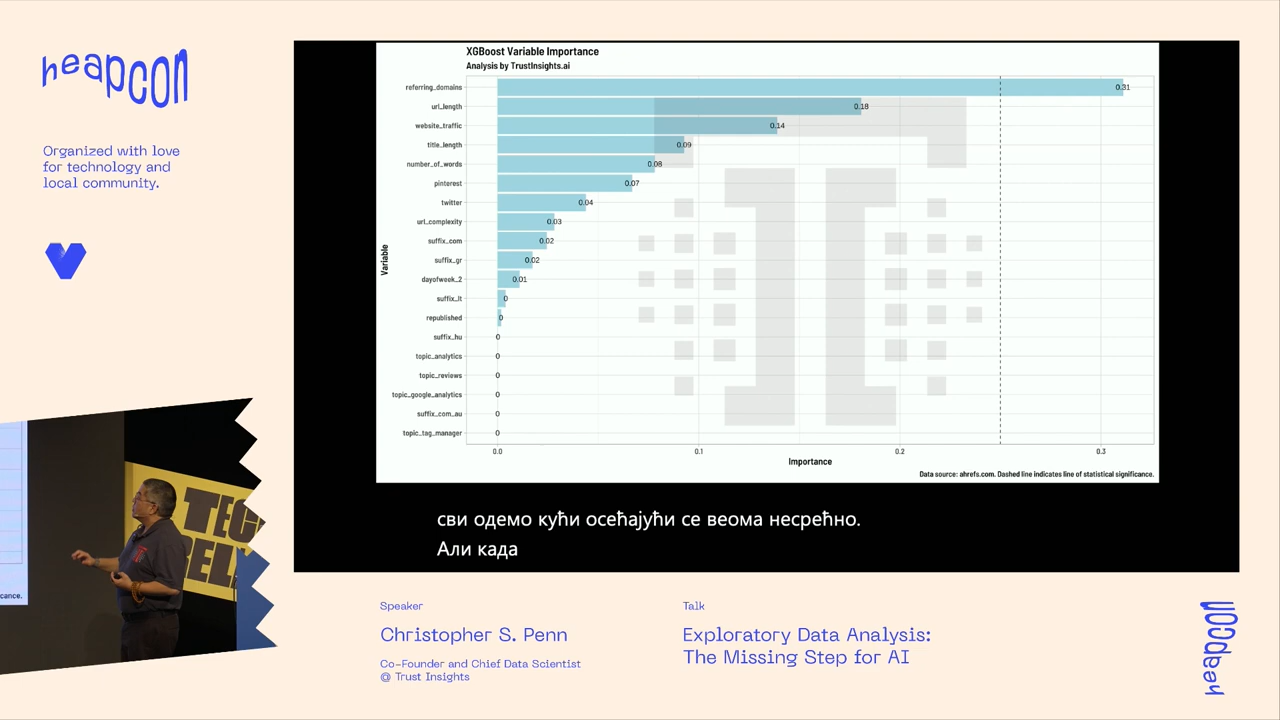 heapcon
Organized with love
for technology and
local community.
XGBoost Variable Importance
Analysis by TrustInsights.ai
Variable
referring_domains 0.31
url_length 0.18
website_traffic 0.14
title_length 0.09
number_of_words 0.08
pinterest 0.07
twitter 0.04
url_complexity 0.03
suffix_com 0.02
suffix_gr 0.02
dayofweek_2 0.01
suffix_lt 0
republished 0
suffix_hu 0
topic_analytics 0
topic_reviews 0
topic_google_analytics 0
suffix_com_au 0
topic_tag_manager 0
0.0 0.1 0.2 0.3
Importance
Data source: ahrefs.com. Dashed line indicates line of statistical significance.
сви одемо кући осећајући се веома несрећно.
Али када
cance.
Speaker
Christopher S. Penn
Co-Founder and Chief Data Scientist
@ Trust Insights
Talk
Exploratory Data Analysis:
The Missing Step for AI
heapcon